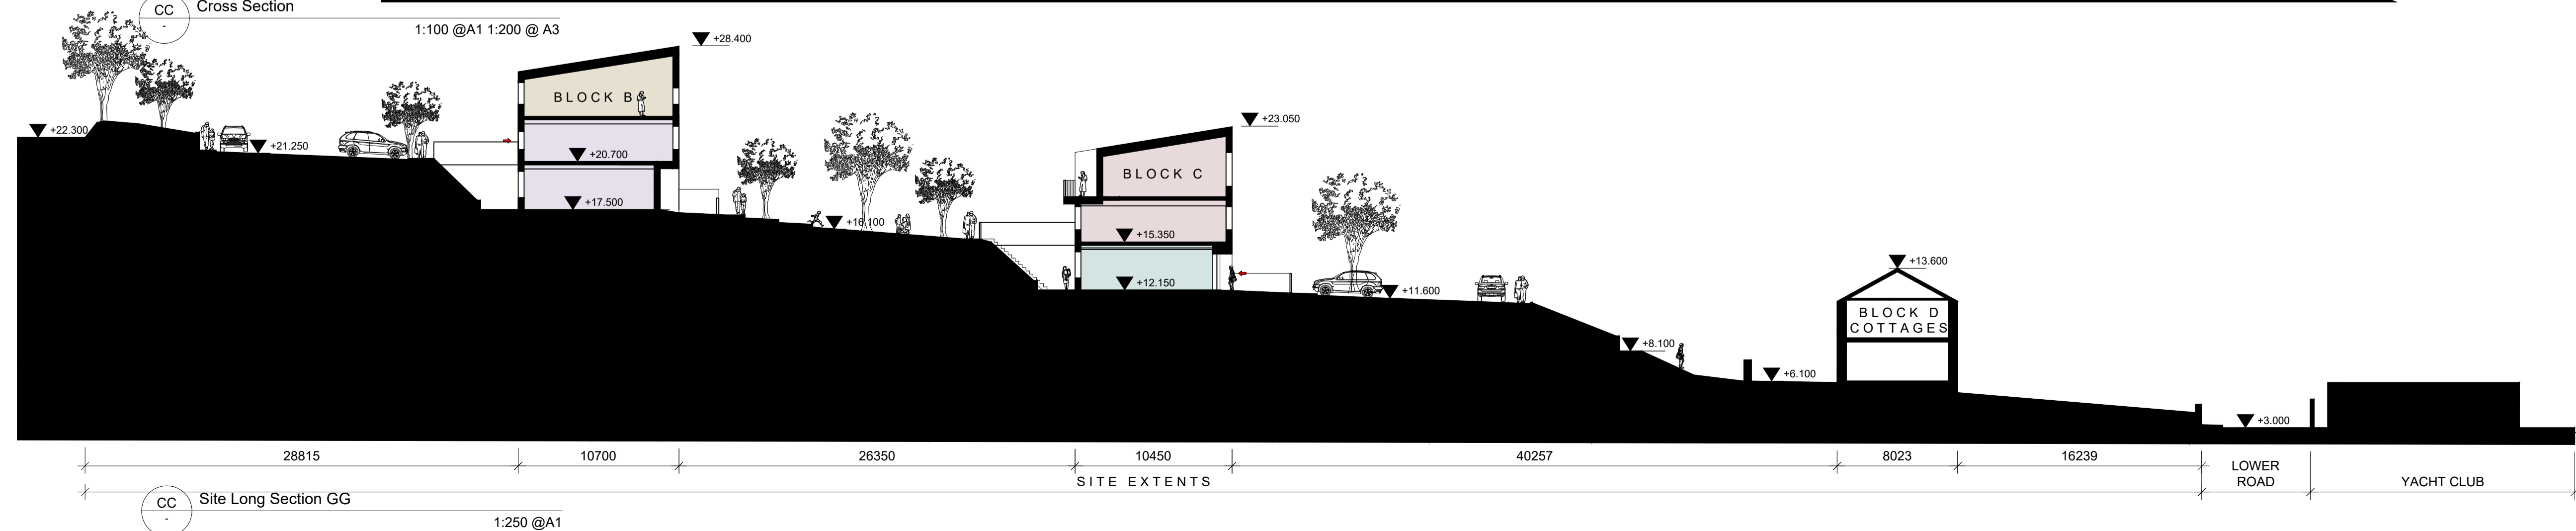 CC
-
Cross Section
1:100 @A1 1:200 @ A3
+28.400
BLOCK B
+22.300
+21.250
+20.700
+17.500
+16.100
+23.050
BLOCK C
+15.350
+12.150
+11.600
+8.100
+6.100
+13.600
BLOCK D
COTTAGES
+3.000
28815
10700
26350
10450
40257
8023
16239
LOWER
ROAD
SITE EXTENTS
YACHT CLUB
CC
-
Site Long Section GG
1:250 @A1